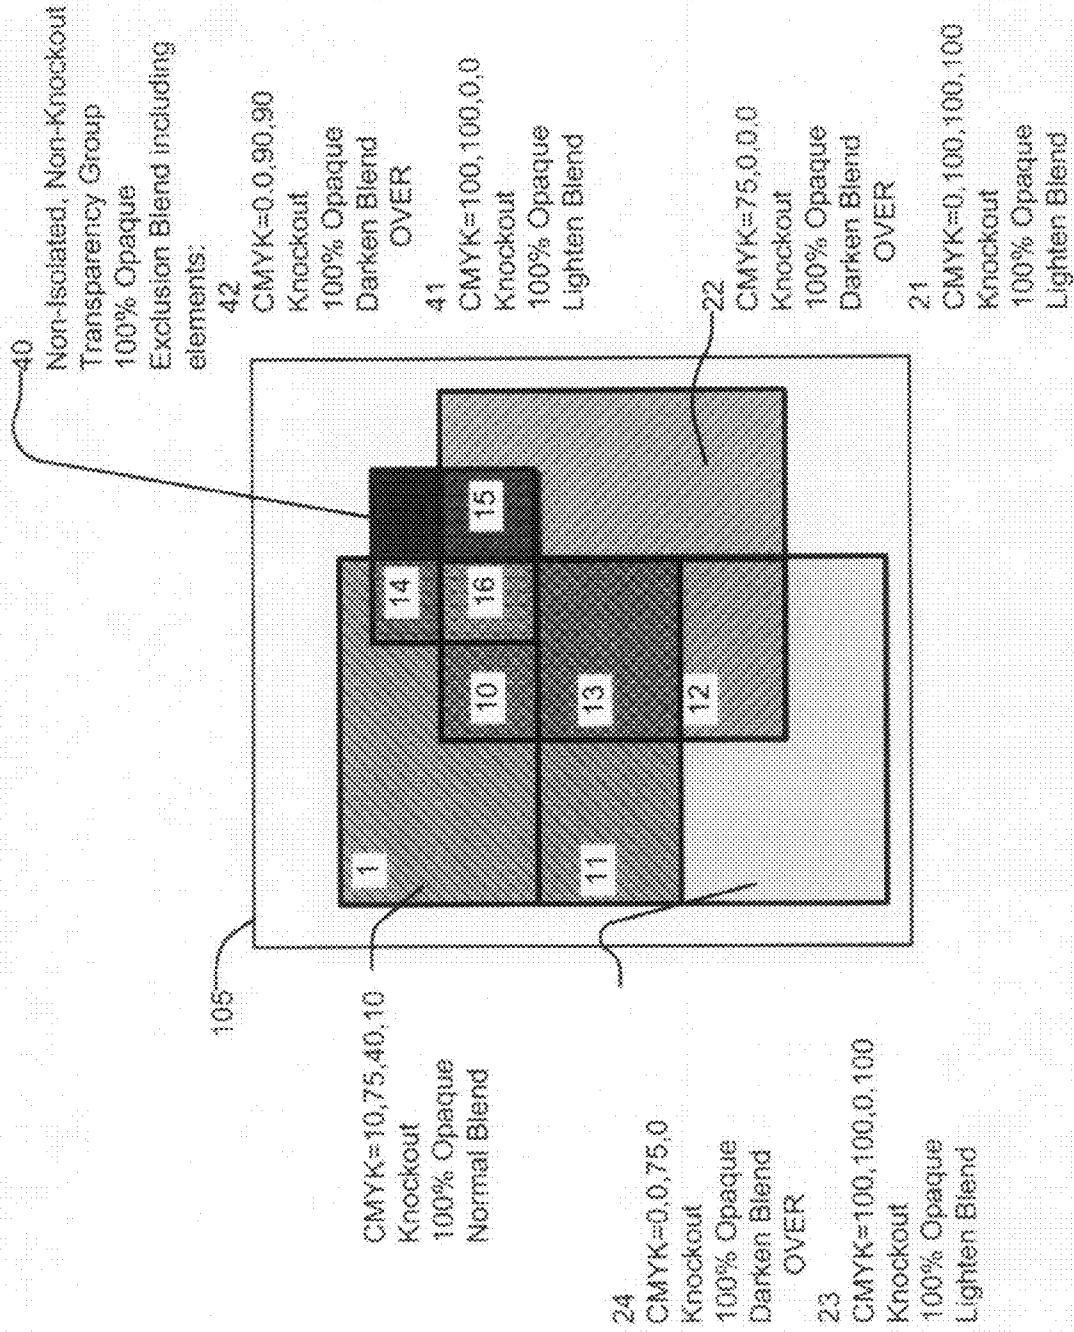 40
Non-Isolated, Non-Knockout
Transparency Group
100% Opaque
Exclusion Blend including
elements:
42
CMYK=0.0,90,90
Knockout
100% Opaque
Darken Blend
OVER
41
CMYK=100,100,0,0
Knockout
100% Opaque
Lighten Blend
22
CMYK=75,0,0,0
Knockout
100% Opaque
Darken Blend
OVER
21
CMYK=0,100,100,100
Knockout
100% Opaque
Lighten Blend
105
1
14
10
16
15
11
13
12
CMYK=10,75,40,10
Knockout
100% Opaque
Normal Blend
24
CMYK=0.0,75,0
Knockout
100% Opaque
Darken Blend
OVER
23
CMYK=100,100,0,100
Knockout
100% Opaque
Lighten Blend